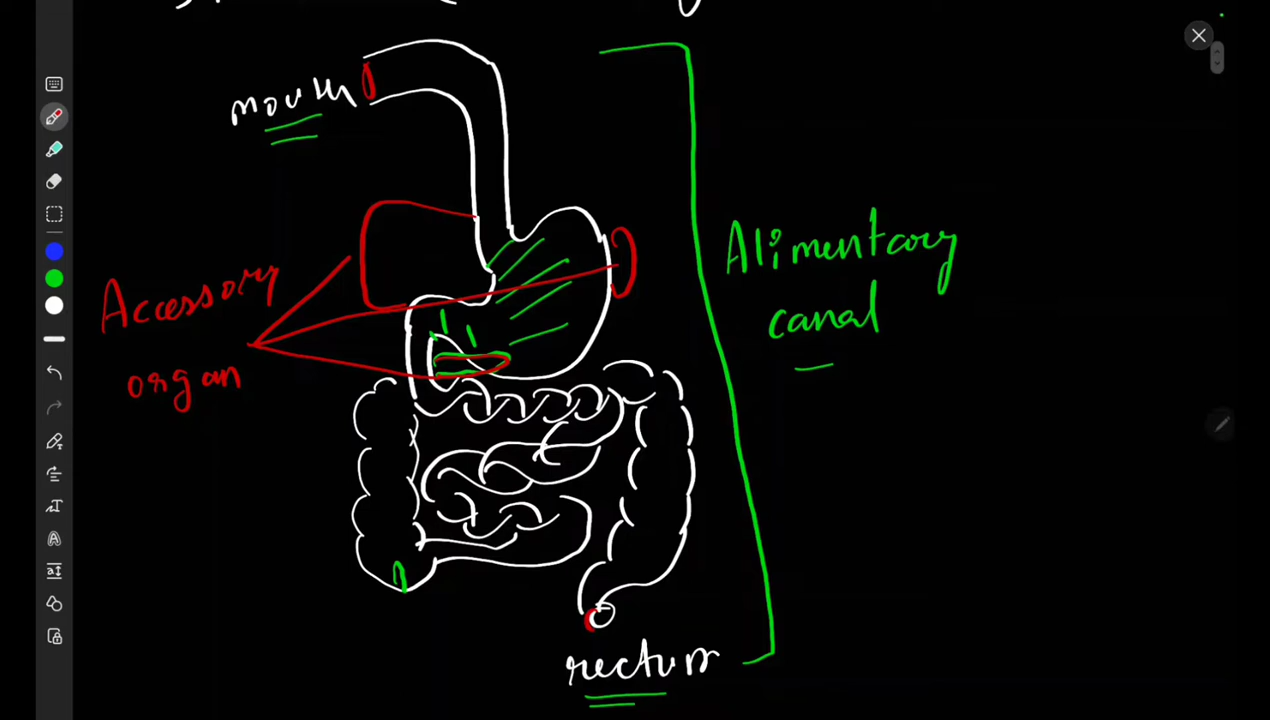 mouth
Accessory
organ
Alimentary
canal
rectum